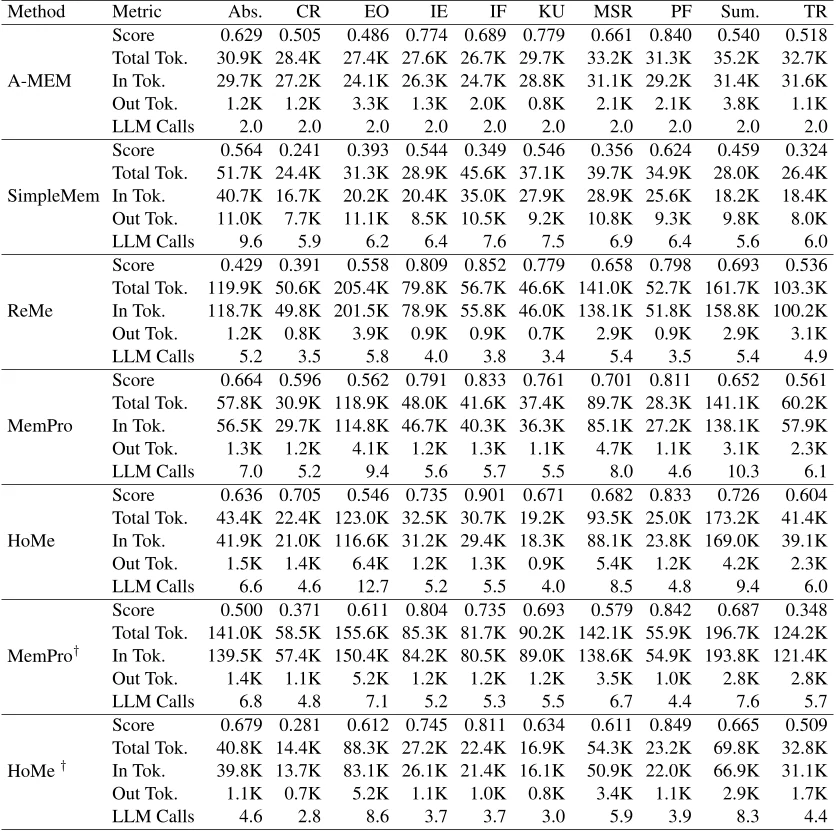 Method Metric Abs. CR EO IE IF KU MSR PF Sum. TR
Score 0.629 0.505 0.486 0.774 0.689 0.779 0.661 0.840 0.540 0.518
Total Tok. 30.9K 28.4K 27.4K 27.6K 26.7K 29.7K 33.2K 31.3K 35.2K 32.7K
A-MEM In Tok. 29.7K 27.2K 24.1K 26.3K 24.7K 28.8K 31.1K 29.2K 31.4K 31.6K
Out Tok. 1.2K 1.2K 3.3K 1.3K 2.0K 0.8K 2.1K 2.1K 3.8K 1.1K
LLM Calls 2.0 2.0 2.0 2.0 2.0 2.0 2.0 2.0 2.0 2.0
Score 0.564 0.241 0.393 0.544 0.349 0.546 0.356 0.624 0.459 0.324
Total Tok. 51.7K 24.4K 31.3K 28.9K 45.6K 37.1K 39.7K 34.9K 28.0K 26.4K
SimpleMem In Tok. 40.7K 16.7K 20.2K 20.4K 35.0K 27.9K 28.9K 25.6K 18.2K 18.4K
Out Tok. 11.0K 7.7K 11.1K 8.5K 10.5K 9.2K 10.8K 9.3K 9.8K 8.0K
LLM Calls 9.6 5.9 6.2 6.4 7.6 7.5 6.9 6.4 5.6 6.0
Score 0.429 0.391 0.558 0.809 0.852 0.779 0.658 0.798 0.693 0.536
Total Tok. 119.9K 50.6K 205.4K 79.8K 56.7K 46.6K 141.0K 52.7K 161.7K 103.3K
ReMe In Tok. 118.7K 49.8K 201.5K 78.9K 55.8K 46.0K 138.1K 51.8K 158.8K 100.2K
Out Tok. 1.2K 0.8K 3.9K 0.9K 0.9K 0.7K 2.9K 0.9K 2.9K 3.1K
LLM Calls 5.2 3.5 5.8 4.0 3.8 3.4 5.4 3.5 5.4 4.9
Score 0.664 0.596 0.562 0.791 0.833 0.761 0.701 0.811 0.652 0.561
Total Tok. 57.8K 30.9K 118.9K 48.0K 41.6K 37.4K 89.7K 28.3K 141.1K 60.2K
MemPro In Tok. 56.5K 29.7K 114.8K 46.7K 40.3K 36.3K 85.1K 27.2K 138.1K 57.9K
Out Tok. 1.3K 1.2K 4.1K 1.2K 1.3K 1.1K 4.7K 1.1K 3.1K 2.3K
LLM Calls 7.0 5.2 9.4 5.6 5.7 5.5 8.0 4.6 10.3 6.1
Score 0.636 0.705 0.546 0.735 0.901 0.671 0.682 0.833 0.726 0.604
Total Tok. 43.4K 22.4K 123.0K 32.5K 30.7K 19.2K 93.5K 25.0K 173.2K 41.4K
HoMe In Tok. 41.9K 21.0K 116.6K 31.2K 29.4K 18.3K 88.1K 23.8K 169.0K 39.1K
Out Tok. 1.5K 1.4K 6.4K 1.2K 1.3K 0.9K 5.4K 1.2K 4.2K 2.3K
LLM Calls 6.6 4.6 12.7 5.2 5.5 4.0 8.5 4.8 9.4 6.0
Score 0.500 0.371 0.611 0.804 0.735 0.693 0.579 0.842 0.687 0.348
Total Tok. 141.0K 58.5K 155.6K 85.3K 81.7K 90.2K 142.1K 55.9K 196.7K 124.2K
MemPro† In Tok. 139.5K 57.4K 150.4K 84.2K 80.5K 89.0K 138.6K 54.9K 193.8K 121.4K
Out Tok. 1.4K 1.1K 5.2K 1.2K 1.2K 1.2K 3.5K 1.0K 2.8K 2.8K
LLM Calls 6.8 4.8 7.1 5.2 5.3 5.5 6.7 4.4 7.6 5.7
Score 0.679 0.281 0.612 0.745 0.811 0.634 0.611 0.849 0.665 0.509
Total Tok. 40.8K 14.4K 88.3K 27.2K 22.4K 16.9K 54.3K 23.2K 69.8K 32.8K
HoMe † In Tok. 39.8K 13.7K 83.1K 26.1K 21.4K 16.1K 50.9K 22.0K 66.9K 31.1K
Out Tok. 1.1K 0.7K 5.2K 1.1K 1.0K 0.8K 3.4K 1.1K 2.9K 1.7K
LLM Calls 4.6 2.8 8.6 3.7 3.7 3.0 5.9 3.9 8.3 4.4